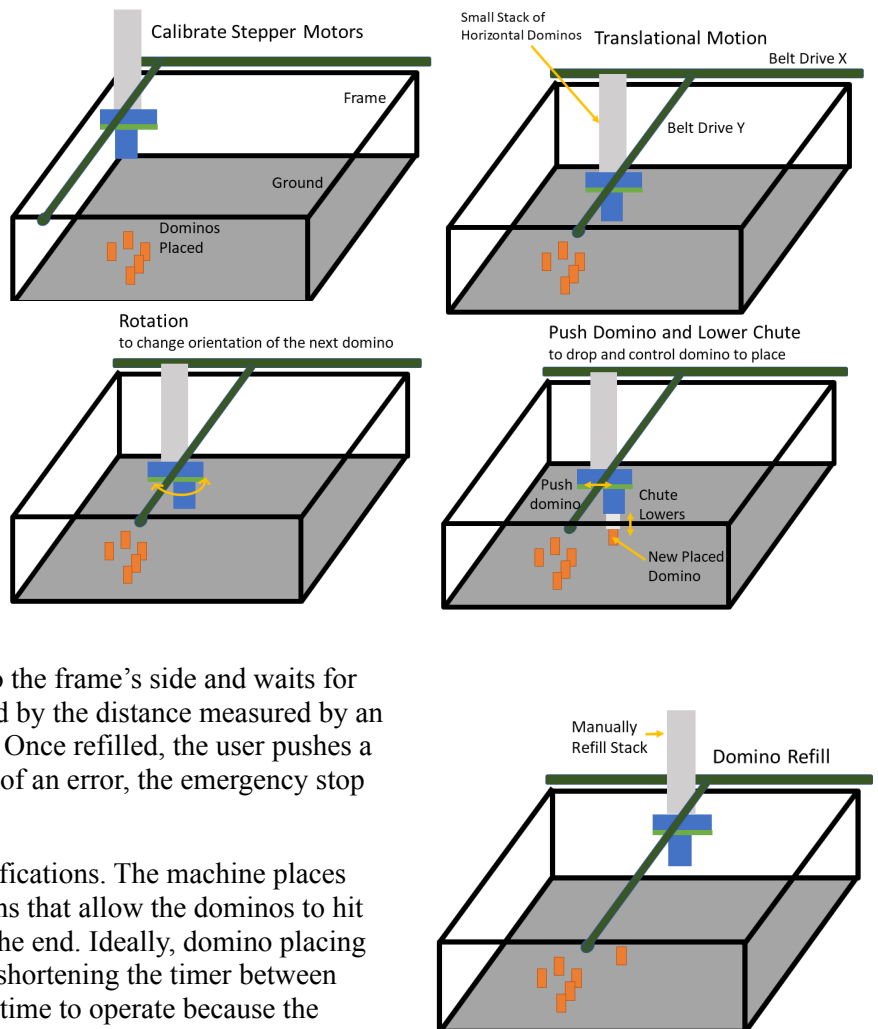 Calibrate Stepper Motors
Frame
Ground
Dominos
Placed
Small Stack of
Horizontal Dominos
Translational Motion
Belt Drive X
Belt Drive Y
Rotation
to change orientation of the next domino
Push Domino and Lower Chute
to drop and control domino to place
Push
domino
Chute
Lowers
New Placed
Domino
the frame’s side and waits for
d by the distance measured by an
Once refilled, the user pushes a
of an error, the emergency stop
ifications. The machine places
ns that allow the dominos to hit
he end. Ideally, domino placing
shortening the timer between
time to operate because the
Manually
Refill Stack
Domino Refill